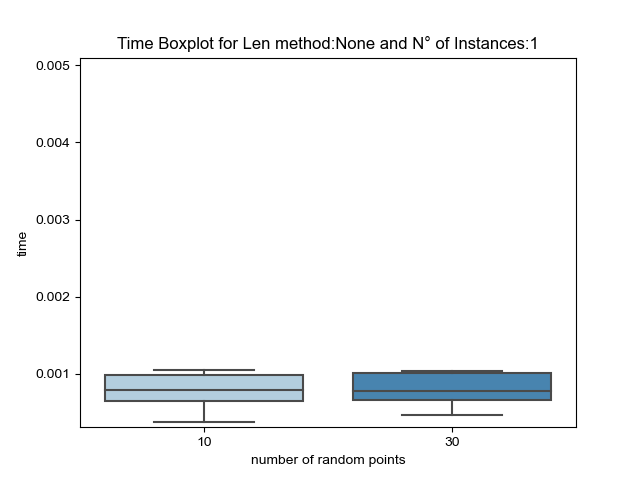 Time Boxplot for Len method:None and N° of Instances:1
0.005
0.004
0.003
0.002
0.001
time
10
30
number of random points